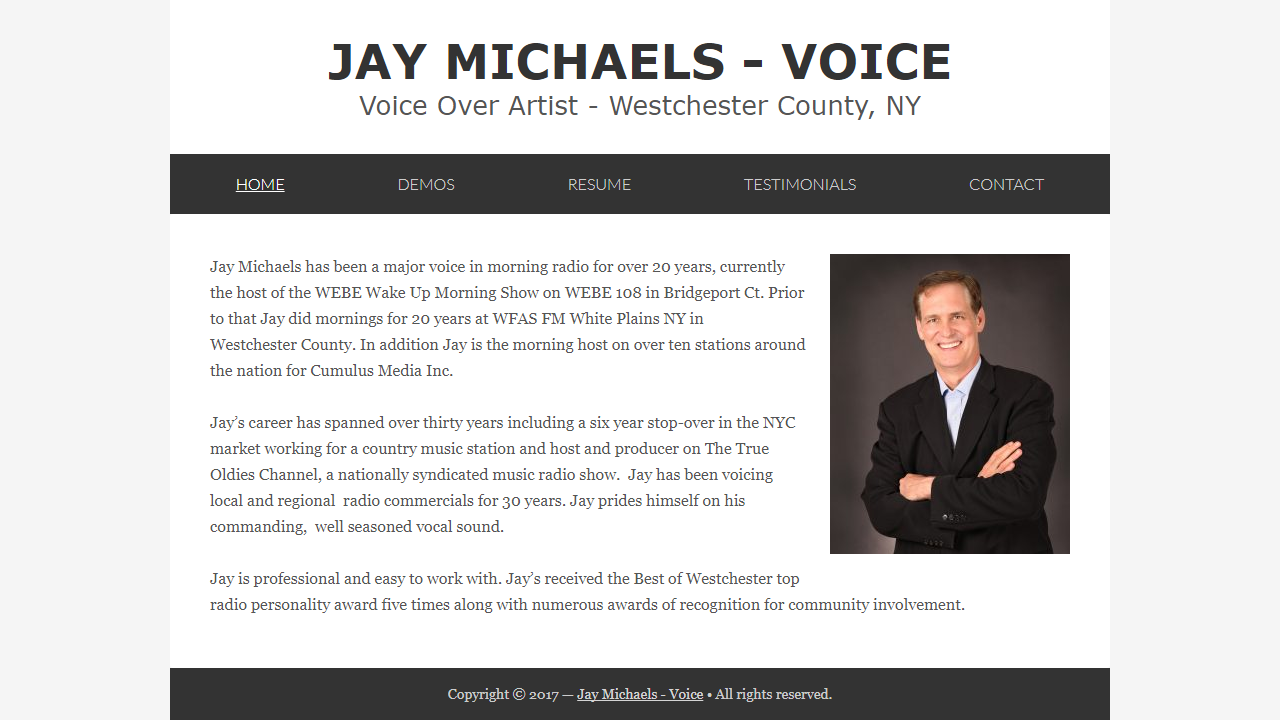 JAY MICHAELS - VOICE
Voice Over Artist - Westchester County, NY
HOME DEMOS RESUME TESTIMONIALS CONTACT
Jay Michaels has been a major voice in morning radio for over 20 years, currently
the host of the WEBE Wake Up Morning Show on WEBE 108 in Bridgeport Ct. Prior
to that Jay did mornings for 20 years at WFAS FM White Plains NY in
Westchester County. In addition Jay is the morning host on over ten stations around
the nation for Cumulus Media Inc.
Jay’s career has spanned over thirty years including a six year stop-over in the NYC
market working for a country music station and host and producer on The True
Oldies Channel, a nationally syndicated music radio show.  Jay has been voicing
local and regional  radio commercials for 30 years. Jay prides himself on his
commanding,  well seasoned vocal sound.
Jay is professional and easy to work with. Jay’s received the Best of Westchester top
radio personality award five times along with numerous awards of recognition for community involvement.
Copyright © 2017 — Jay Michaels - Voice • All rights reserved.